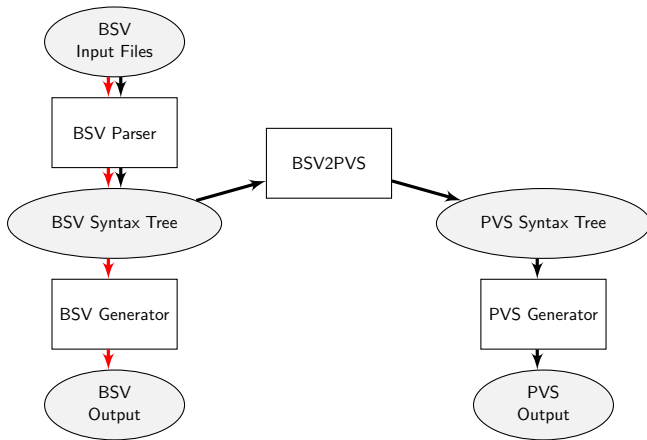 BSV
Input Files
BSV Parser
BSV2PVS
BSV Syntax Tree
PVS Syntax Tree
BSV Generator
PVS Generator
BSV
Output
PVS
Output